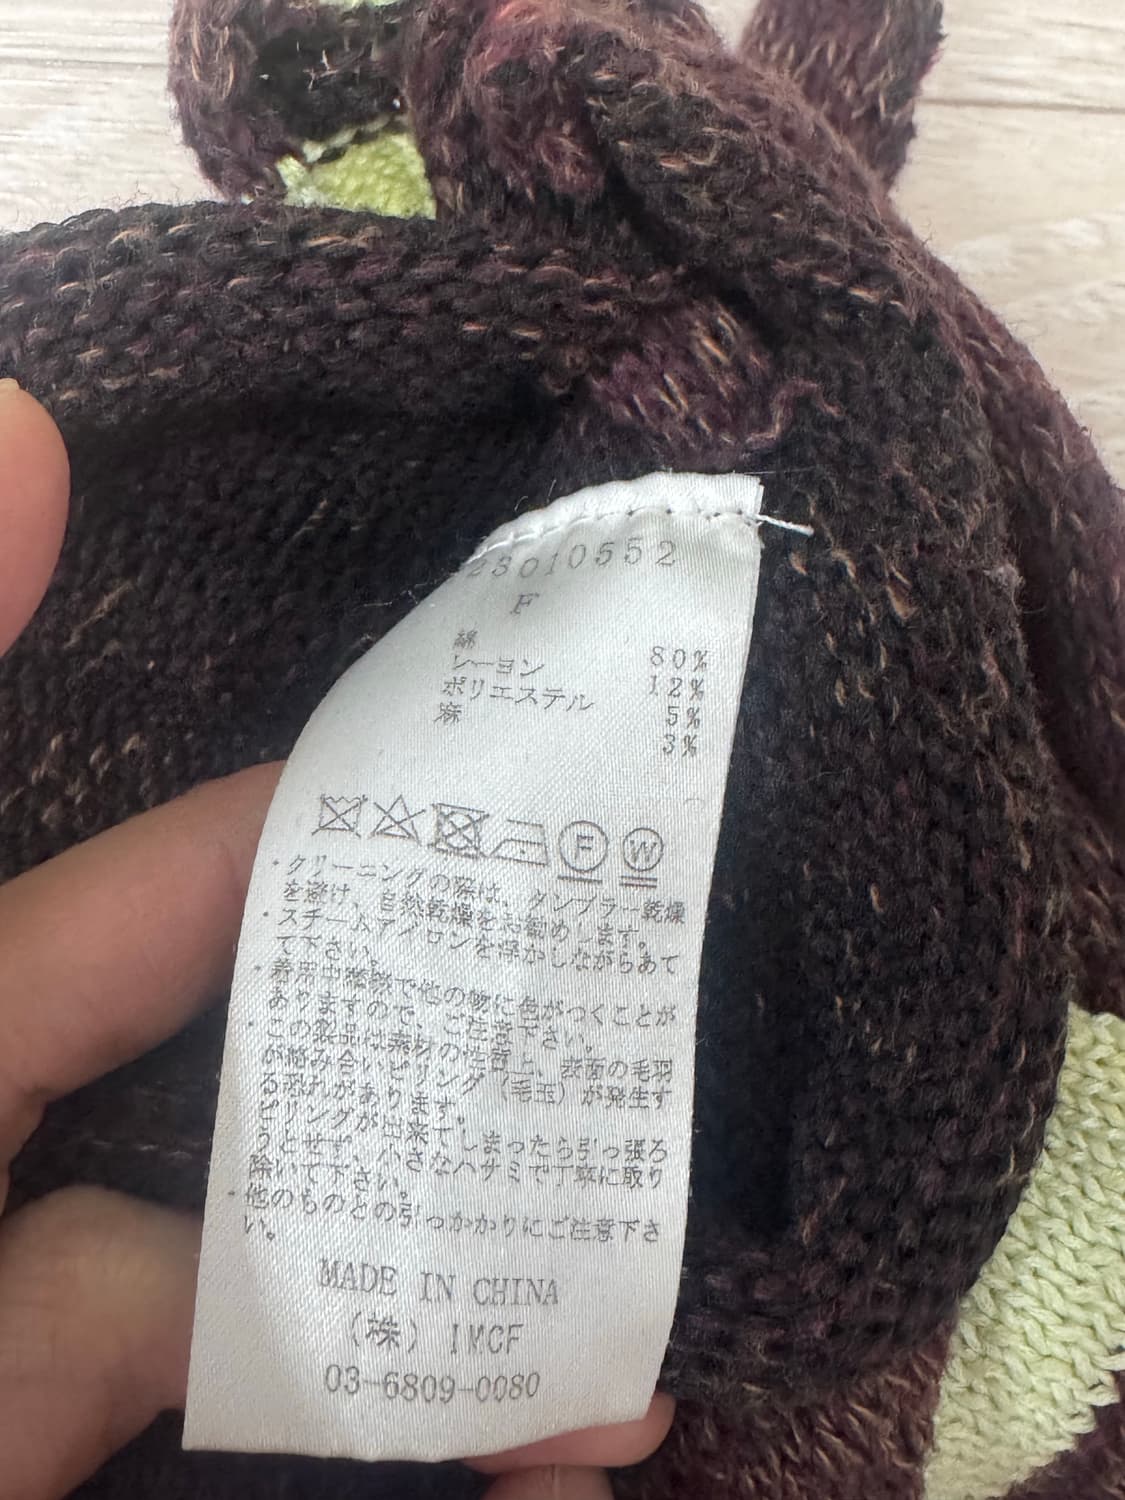 23010552
F
綿 80%
レーヨン 12%
ポリエステル 5%
麻 3%
F W
・クリーニングの際は、タンブラー乾燥
を避け、自然乾燥をお勧めします。
・スチームアイロンを浮かしながらあて
て下さい。
・着用中摩擦で他の物に色がつくことが
ありますので、ご注意下さい。
・この製品は素材の性質上、表面の毛羽
が絡み合いピリング（毛玉）が発生す
る恐れがあります。
ピリングが出来てしまったら引っ張ろ
うとせず、小さなハサミで丁寧に取り
除いて下さい。
・他のものとの引っかかりにご注意下さ
い。
MADE IN CHINA
（株）IMCF
03-6809-0080